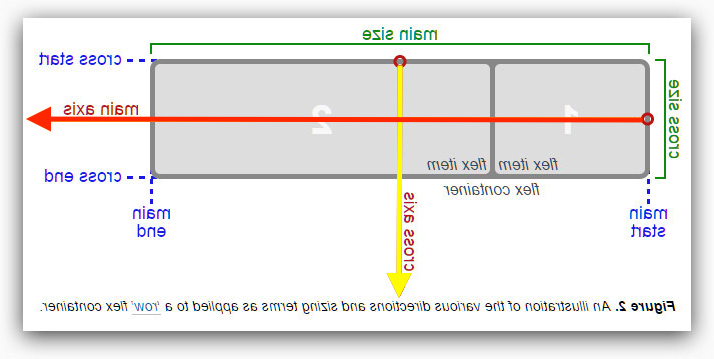 main size
cross start
cross size
main axis
1
2
flex item
flex item
cross end
flex container
main
start
main
end
cross axis
Figure 2. An illustration of the various directions and sizing terms as applied to a ‘row’ flex container.